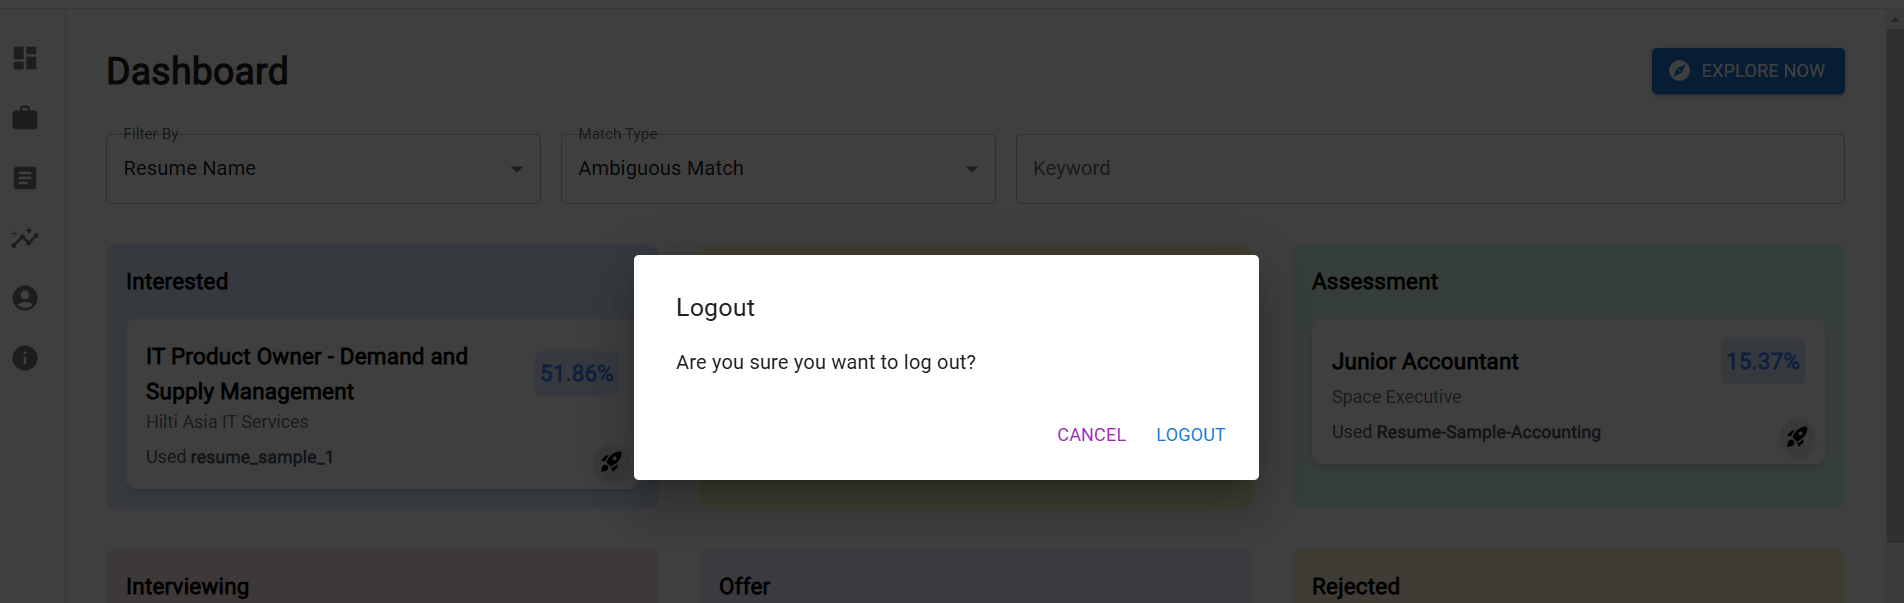 Dashboard
EXPLORE NOW
Filter By
Resume Name
Match Type
Ambiguous Match
Keyword
Interested
IT Product Owner - Demand and
Supply Management
51.86%
Hilti Asia IT Services
Used resume_sample_1
Logout
Are you sure you want to log out?
CANCEL
LOGOUT
Assessment
Junior Accountant
15.37%
Space Executive
Used Resume-Sample-Accounting
Interviewing
Offer
Rejected